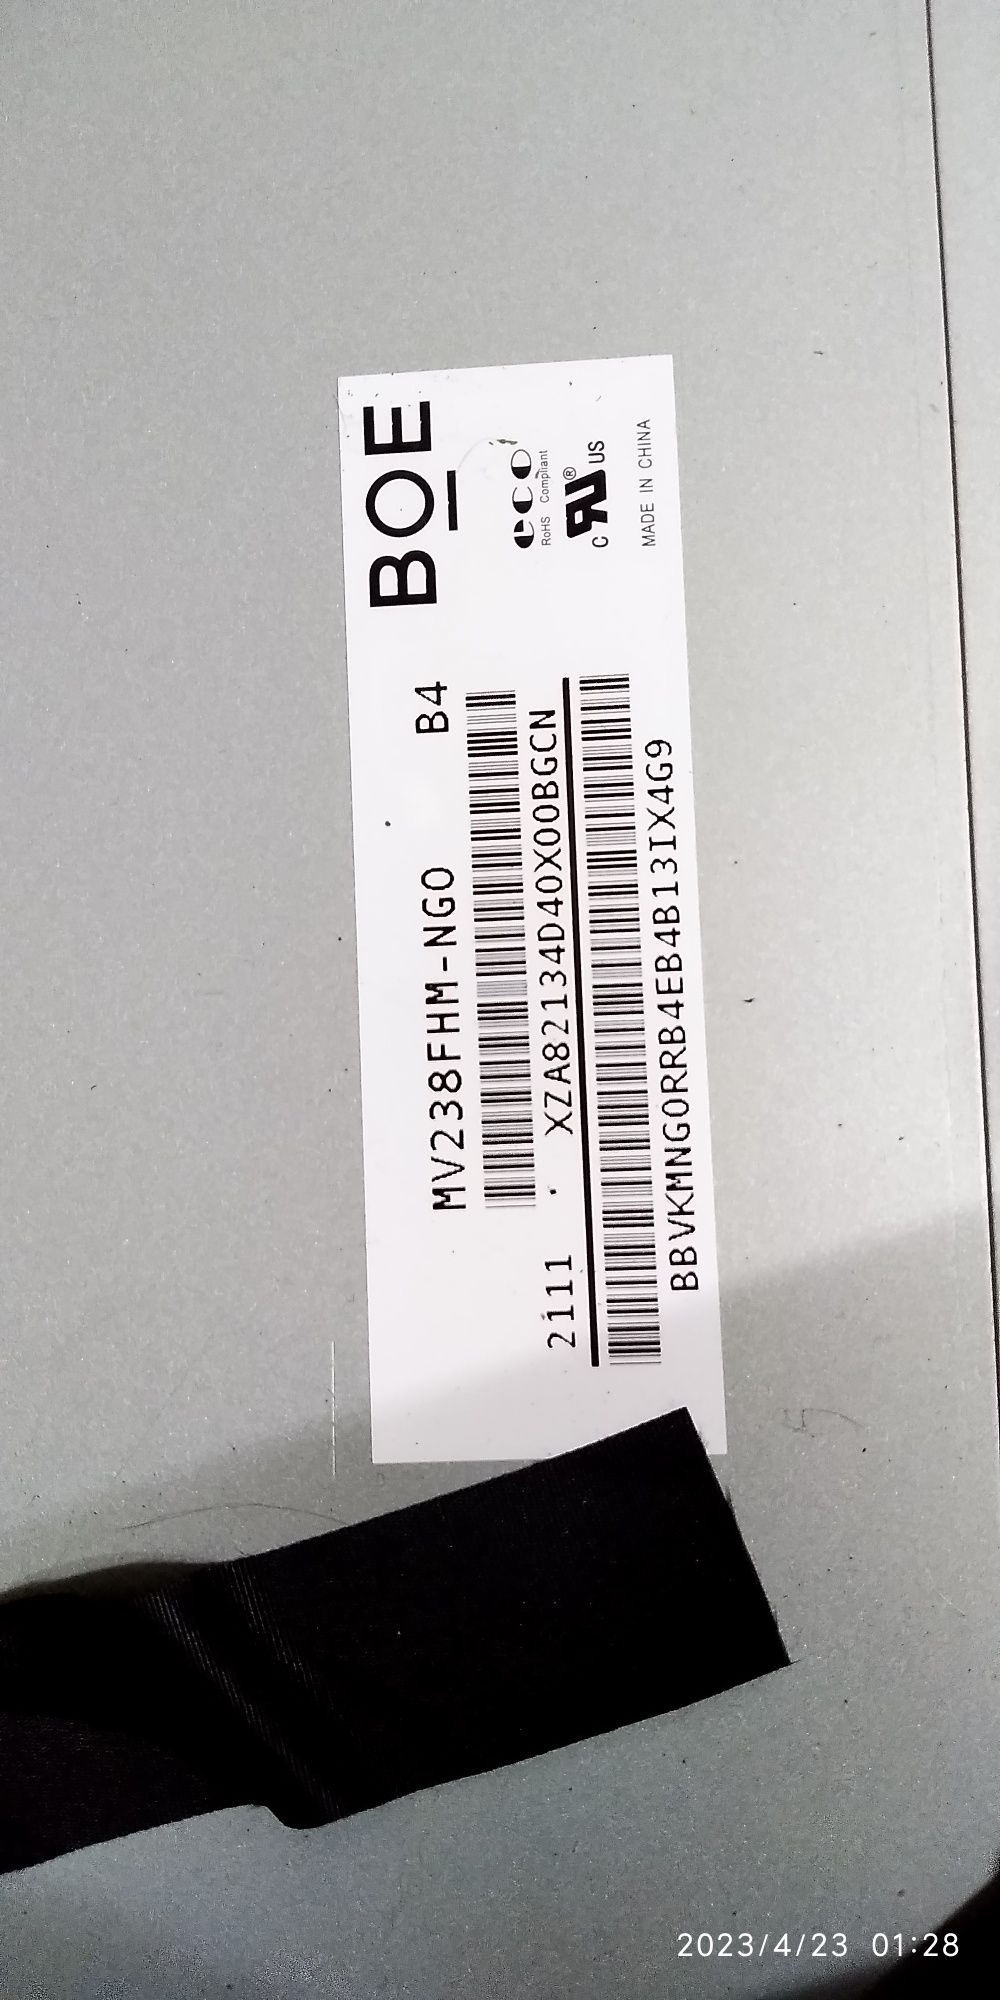 BOE
MV238FHM-NG0 B4
2111 . XZA82134D40X00BGCN
BBVKMNG0RRB4EB4B13IX4G9
eco
RoHS Compliant
c RU ® US
MADE IN CHINA
2023/4/23 01:28